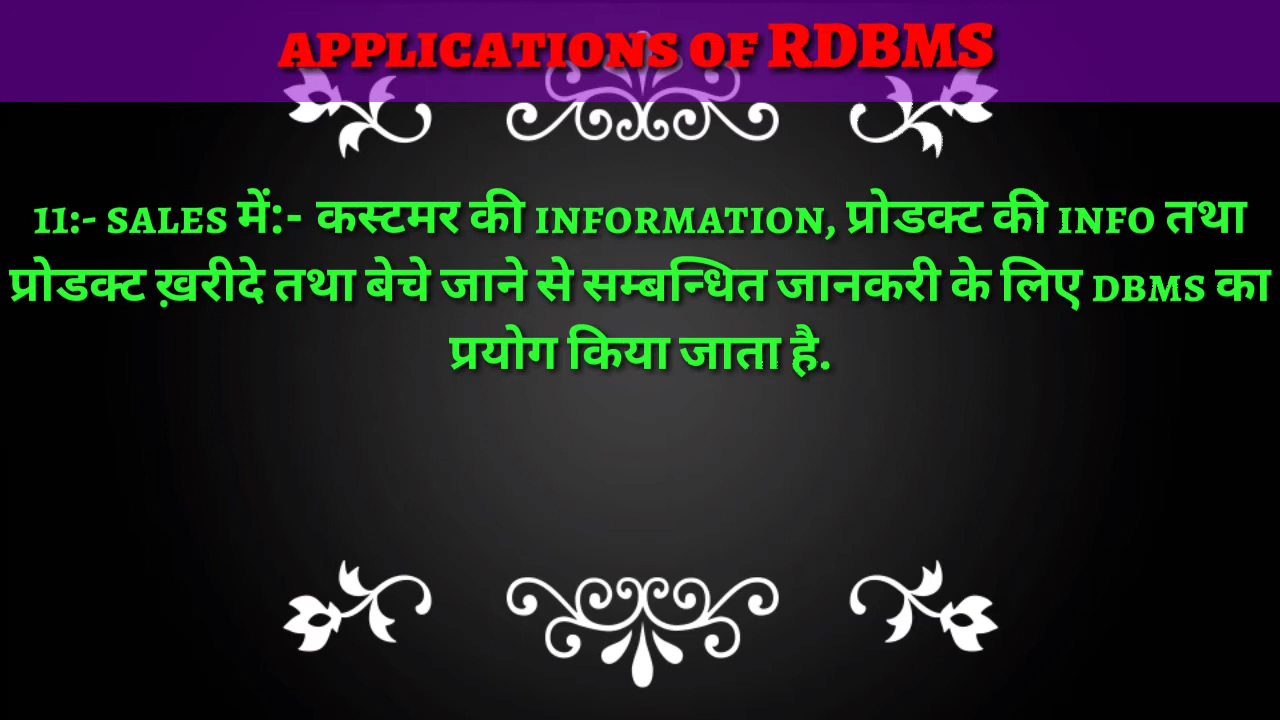 APPLICATIONS OF RDBMS
11:- SALES में:- कस्टमर की INFORMATION, प्रोडक्ट की INFO तथा
प्रोडक्ट ख़रीदे तथा बेचे जाने से सम्बन्धित जानकरी के लिए DBMS का
प्रयोग किया जाता है.